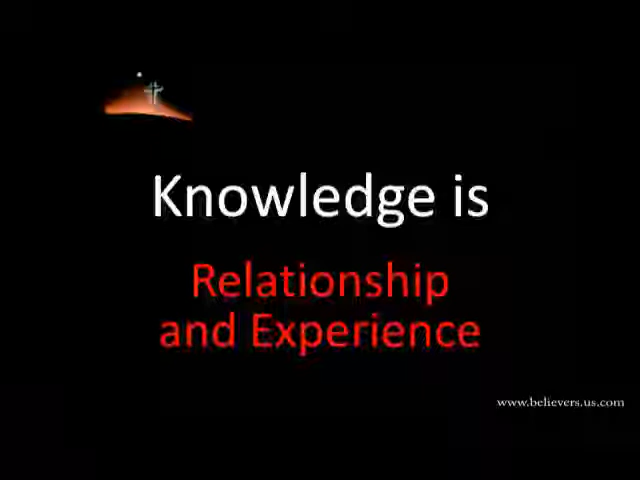 Knowledge is
Relationship
and Experience
www.believers.us.com